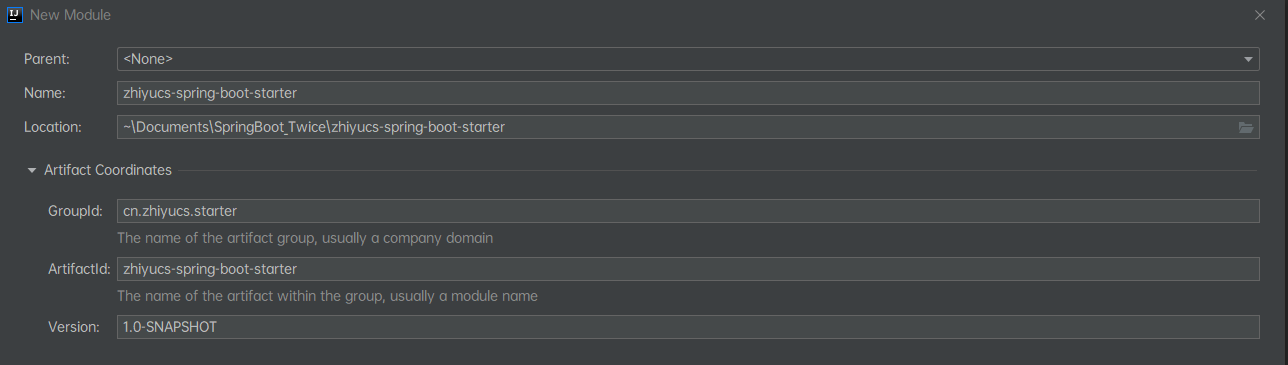 IJ New Module
Parent: <None>
Name: zhiyucs-spring-boot-starter
Location: ~\Documents\SpringBoot_Twice\zhiyucs-spring-boot-starter
Artifact Coordinates
GroupId: cn.zhiyucs.starter
The name of the artifact group, usually a company domain
ArtifactId: zhiyucs-spring-boot-starter
The name of the artifact within the group, usually a module name
Version: 1.0-SNAPSHOT